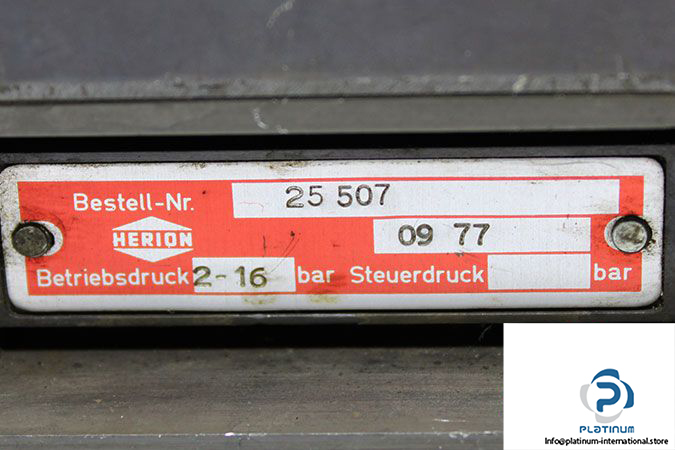 Bestell-Nr. 25 507
HERION 09 77
Betriebsdruck 2-16 bar Steuerdruck bar
PLATINUM
Info@platinum-international.store